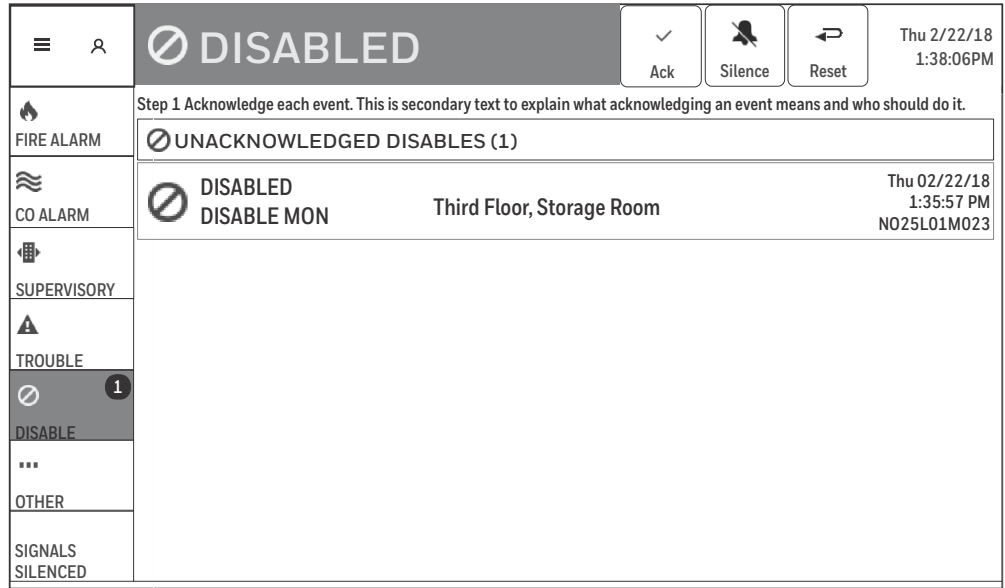 DISABLED
Ack
Silence
Reset
Thu 2/22/18
1:38:06PM
FIRE ALARM
CO ALARM
SUPERVISORY
TROUBLE
1
DISABLE
OTHER
SIGNALS
SILENCED
Step 1 Acknowledge each event. This is secondary text to explain what acknowledging an event means and who should do it.
UNACKNOWLEDGED DISABLES (1)
DISABLED
DISABLE MON
Third Floor, Storage Room
Thu 02/22/18
1:35:57 PM
N025L01M023